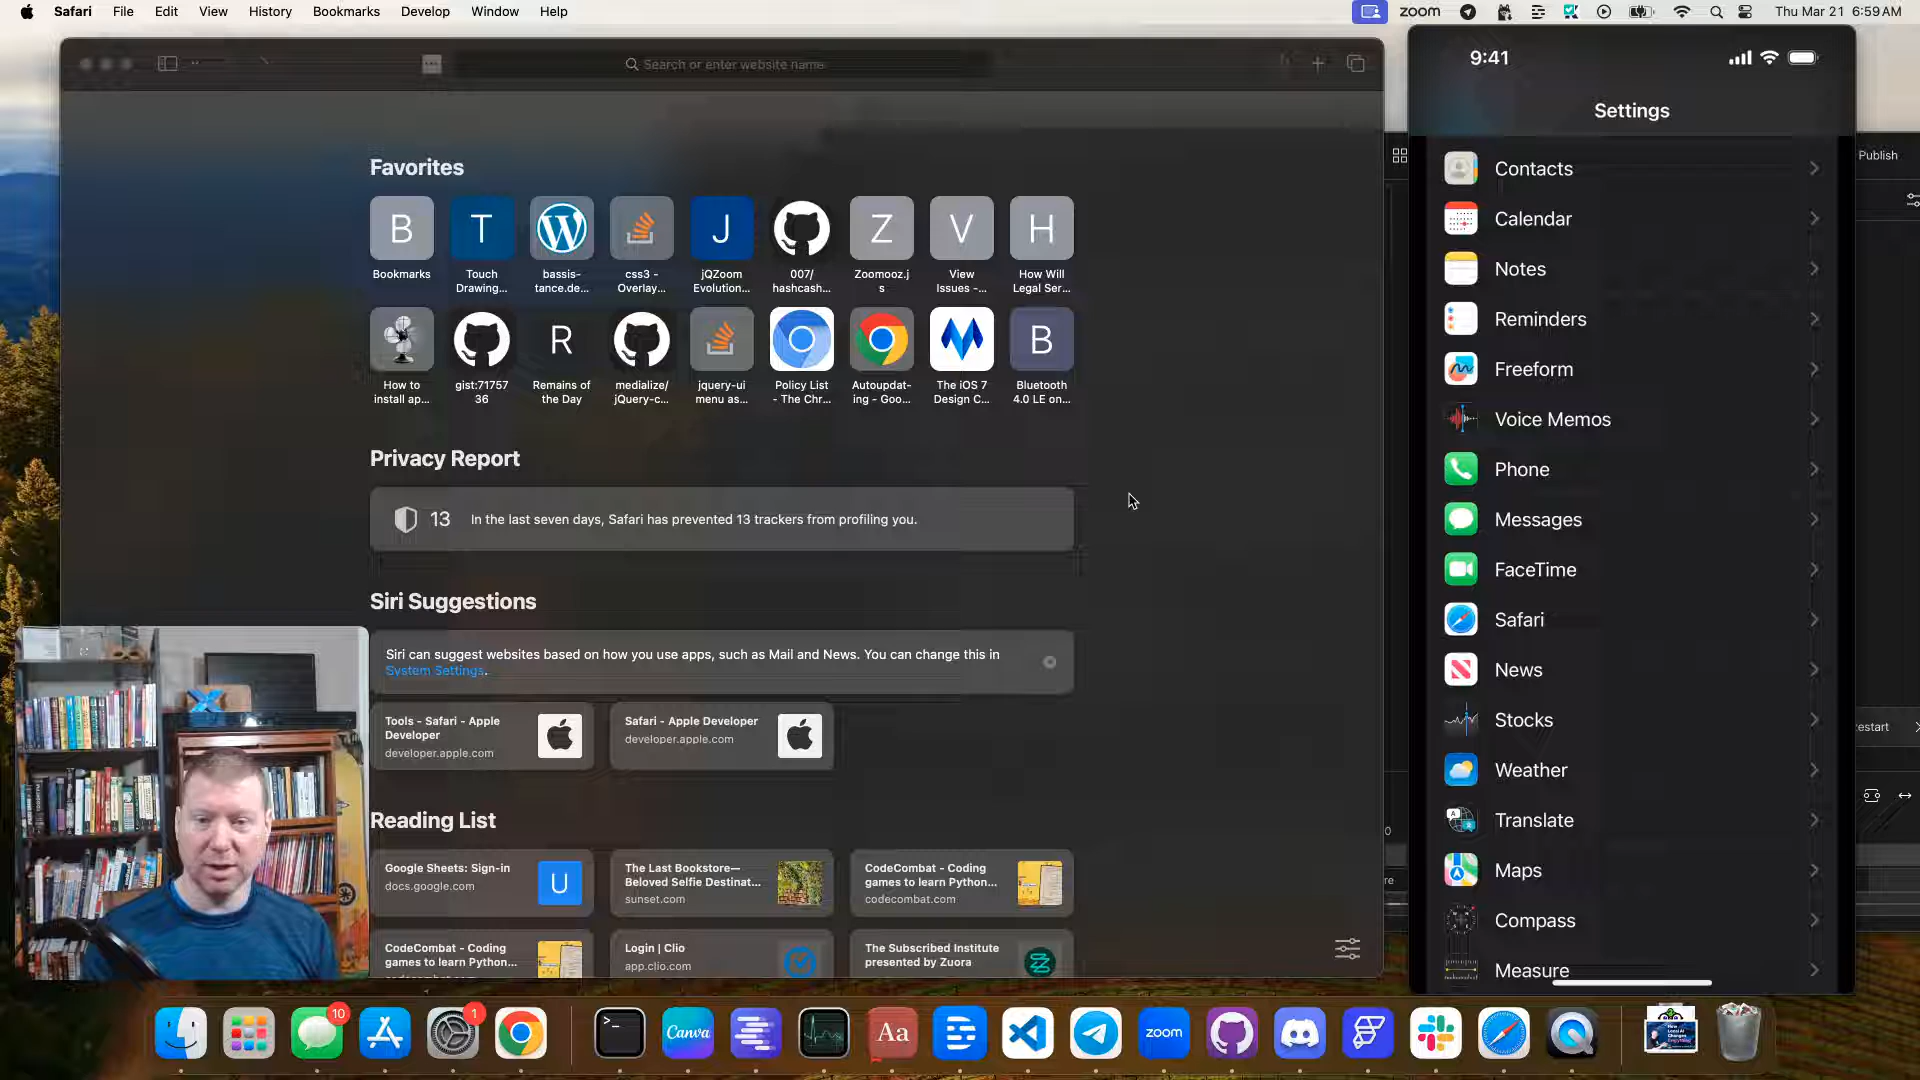 Safari File Edit View History Bookmarks Develop Window Help
zoom Thu Mar 21 6:59 AM
Search or enter website name
Favorites
B T J Z V H
Bookmarks Touch Drawing... bassis-tance.de... css3 - Overlay... jQZoom Evolution... 007/hashcash... Zoomooz.js View Issues -... How Will Legal Ser...
R B
How to install ap... gist:7175736 Remains of the Day medialize/jQuery-c... jquery-ui menu as... Policy List - The Chr... Autoupdat-ing - Goo... The iOS 7 Design C... Bluetooth 4.0 LE on...
Privacy Report
13 In the last seven days, Safari has prevented 13 trackers from profiling you.
Siri Suggestions
Siri can suggest websites based on how you use apps, such as Mail and News. You can change this in
System Settings.
Tools - Safari - Apple Developer
developer.apple.com
Safari - Apple Developer
developer.apple.com
Reading List
Google Sheets: Sign-in
docs.google.com
U
The Last Bookstore—
Beloved Selfie Destinat...
sunset.com
CodeCombat - Coding
games to learn Python...
codecombat.com
CodeCombat - Coding
games to learn Python...
Login | Clio
app.clio.com
The Subscribed Institute
presented by Zuora
9:41
Settings
Contacts
Calendar
Notes
Reminders
Freeform
Voice Memos
Phone
Messages
FaceTime
Safari
News
Stocks
Weather
Translate
Maps
Compass
Measure
Publish
estart
10
1
Canva
Aa
zoom